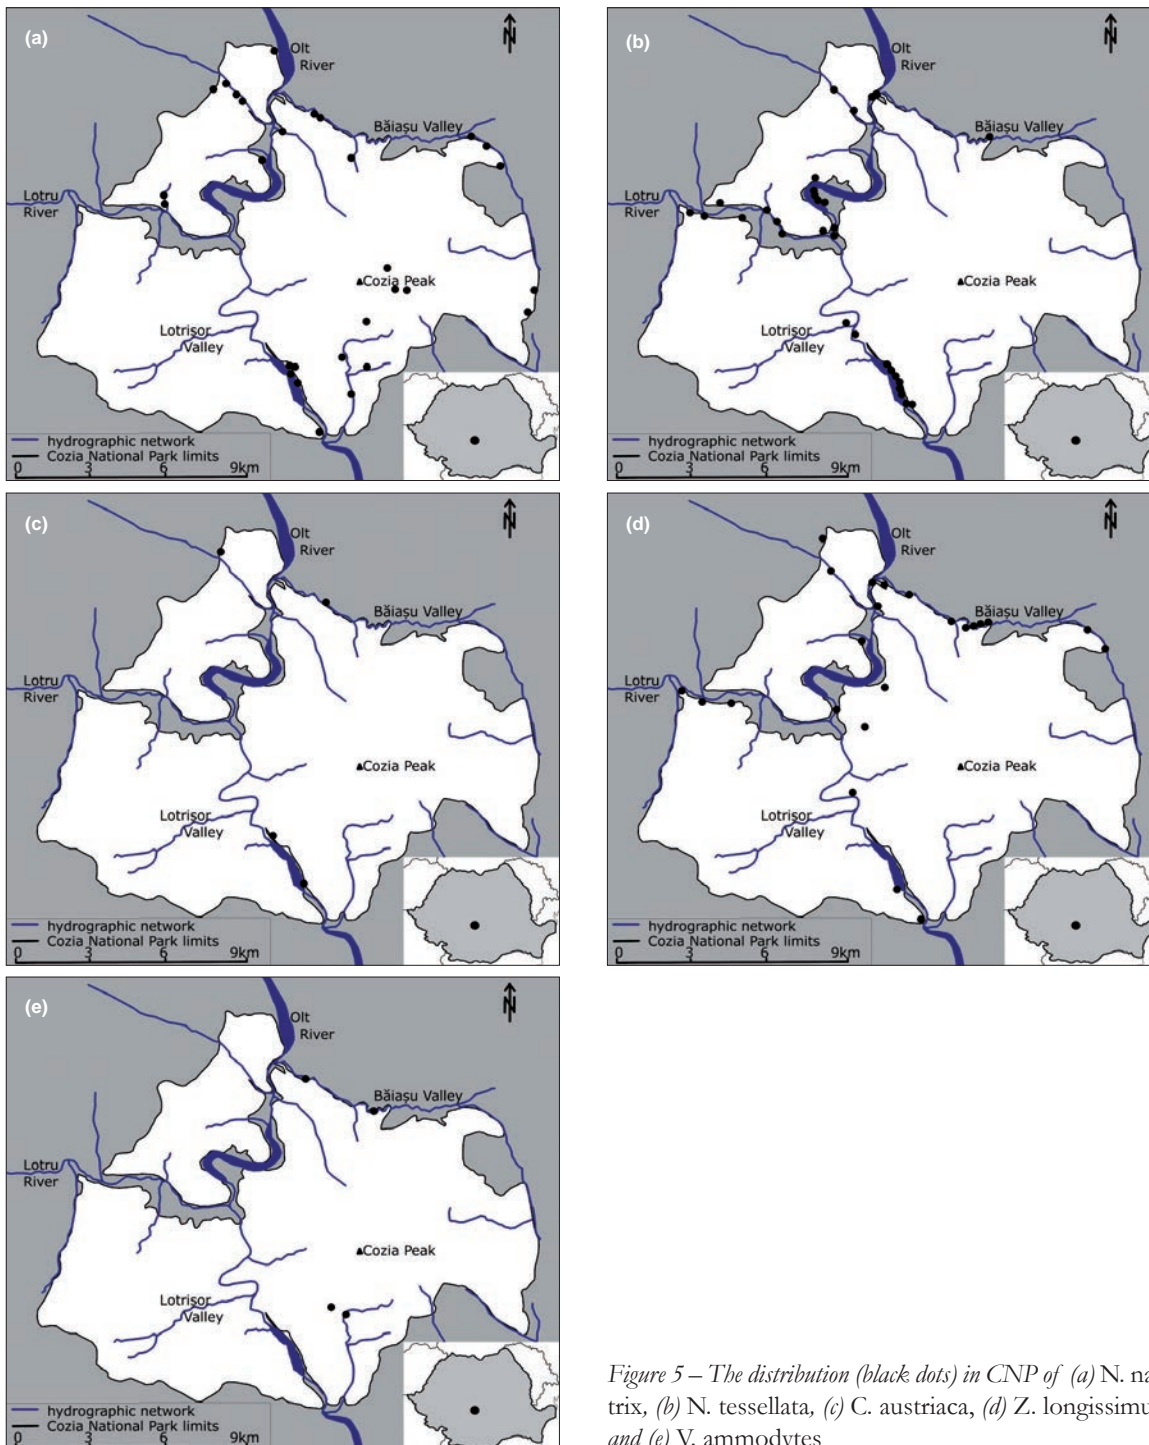 (a)
N
Olt
River
Băiașu Valley
Lotru
River
Cozia Peak
Lotrișor
Valley
hydrographic network
Cozia National Park limits
0 3 6 9km
(b)
N
Olt
River
Băiașu Valley
Lotru
River
Cozia Peak
Lotrișor
Valley
hydrographic network
Cozia National Park limits
0 3 6 9km
(c)
N
Olt
River
Băiașu Valley
Lotru
River
Cozia Peak
Lotrișor
Valley
hydrographic network
Cozia National Park limits
0 3 6 9km
(d)
N
Olt
River
Băiașu Valley
Lotru
River
Cozia Peak
Lotrișor
Valley
hydrographic network
Cozia National Park limits
0 3 6 9km
(e)
N
Olt
River
Băiașu Valley
Lotru
River
Cozia Peak
Lotrișor
Valley
hydrographic network
Cozia National Park limits
0 3 6 9km
Figure 5 – The distribution (black dots) in CNP of (a) N. na
trix, (b) N. tessellata, (c) C. austriaca, (d) Z. longissimu
and (e) V. ammodytes